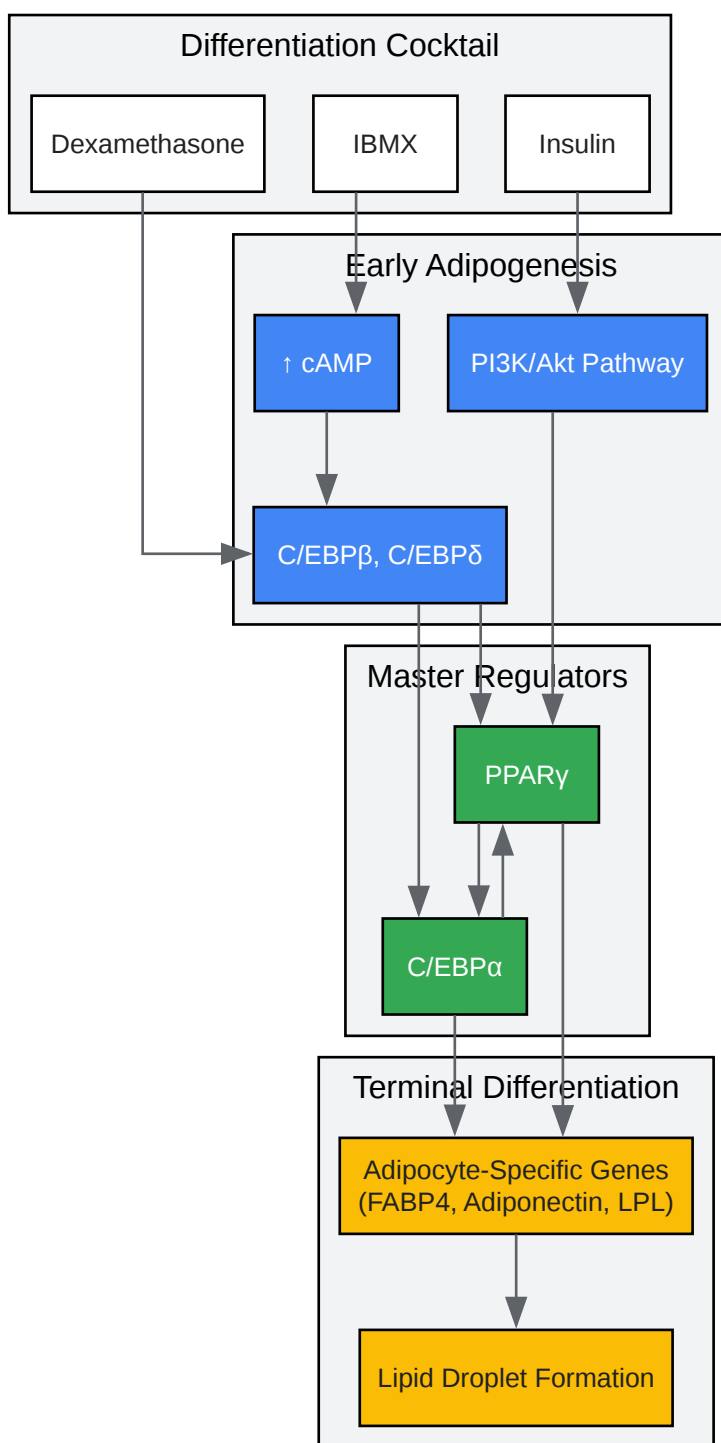 Differentiation Cocktail
Dexamethasone
IBMX
Insulin
Early Adipogenesis
↑ cAMP
PI3K/Akt Pathway
C/EBPβ, C/EBPδ
Master Regulators
PPARγ
C/EBPα
Terminal Differentiation
Adipocyte-Specific Genes
(FABP4, Adiponectin, LPL)
Lipid Droplet Formation